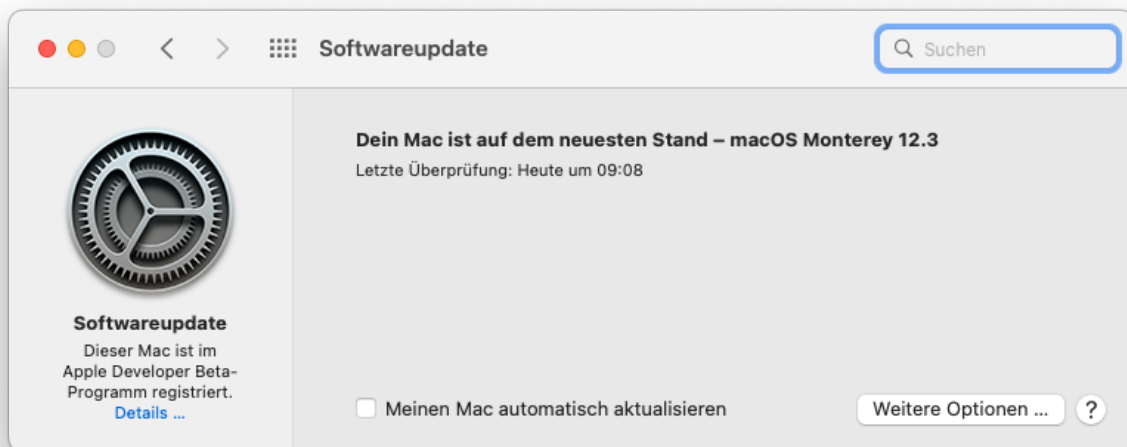 Softwareupdate
Suchen
Dein Mac ist auf dem neuesten Stand – macOS Monterey 12.3
Letzte Überprüfung: Heute um 09:08
Softwareupdate
Dieser Mac ist im
Apple Developer Beta-
Programm registriert.
Details ...
Meinen Mac automatisch aktualisieren
Weitere Optionen ...
?